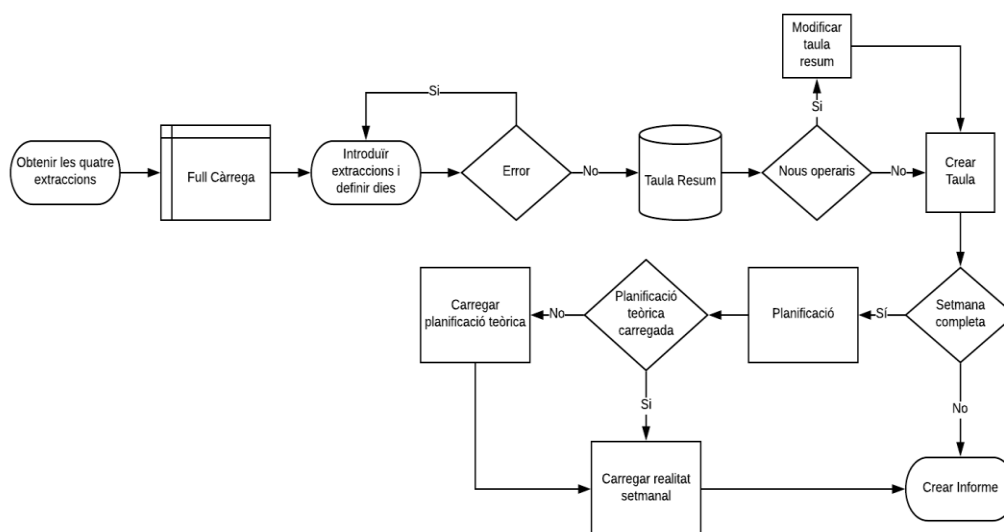 Obtenir les quatre
extraccions
Full Càrrega
Introduïr
extraccions i
definir dies
Si
Error
No
Taula Resum
Nous operaris
Si
Modificar
taula
resum
No
Crear
Taula
Setmana
completa
Sí
Planificació
Planificació
teòrica
carregada
No
Carregar
planificació teòrica
Si
Carregar realitat
setmanal
No
Crear Informe